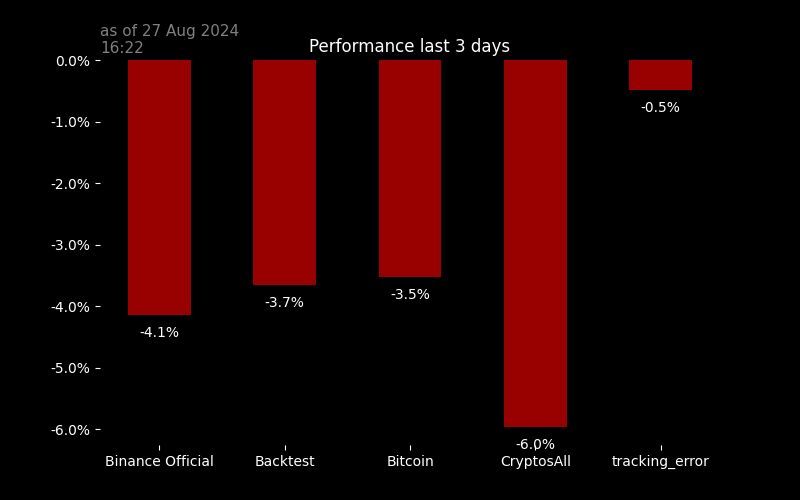 as of 27 Aug 2024
16:22
Performance last 3 days
0.0%
-1.0%
-2.0%
-3.0%
-4.0%
-5.0%
-6.0%
-4.1%
-3.7%
-3.5%
-6.0%
-0.5%
Binance Official
Backtest
Bitcoin
CryptosAll
tracking_error